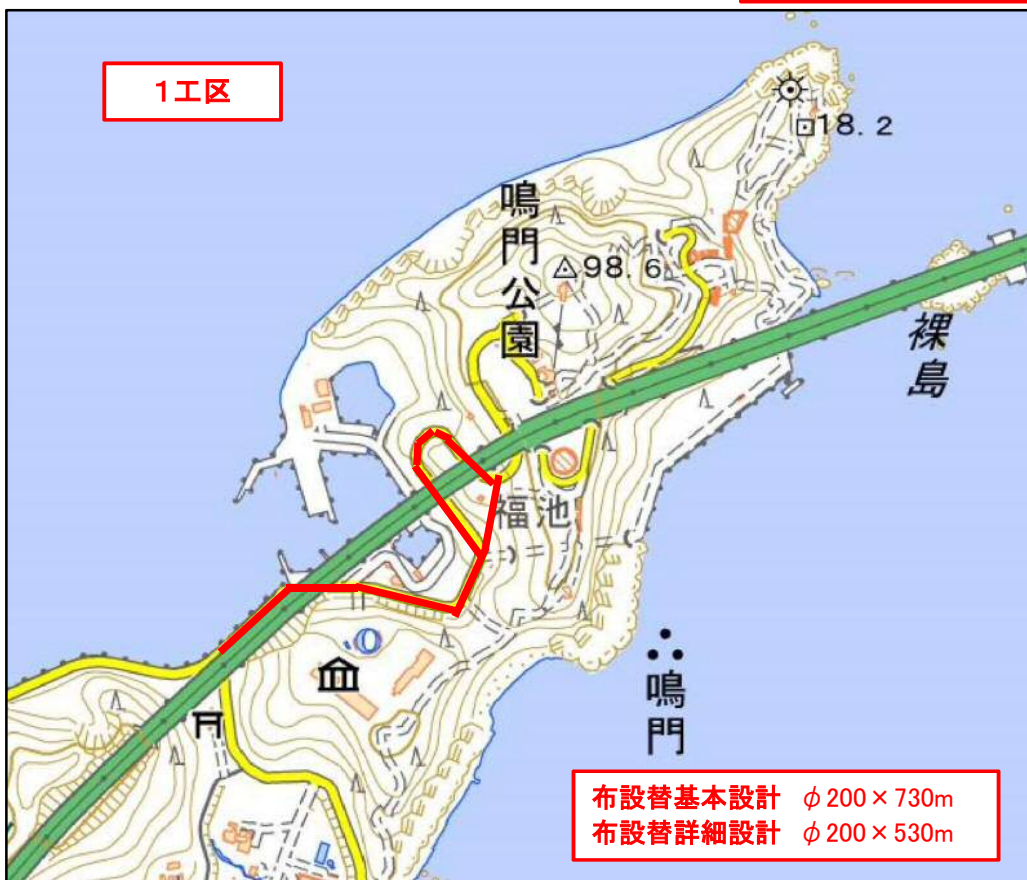 1工区
18.2
鳴門公園
98.6
裸島
福池
鳴門
布設替基本設計 φ200×730m
布設替詳細設計 φ200×530m